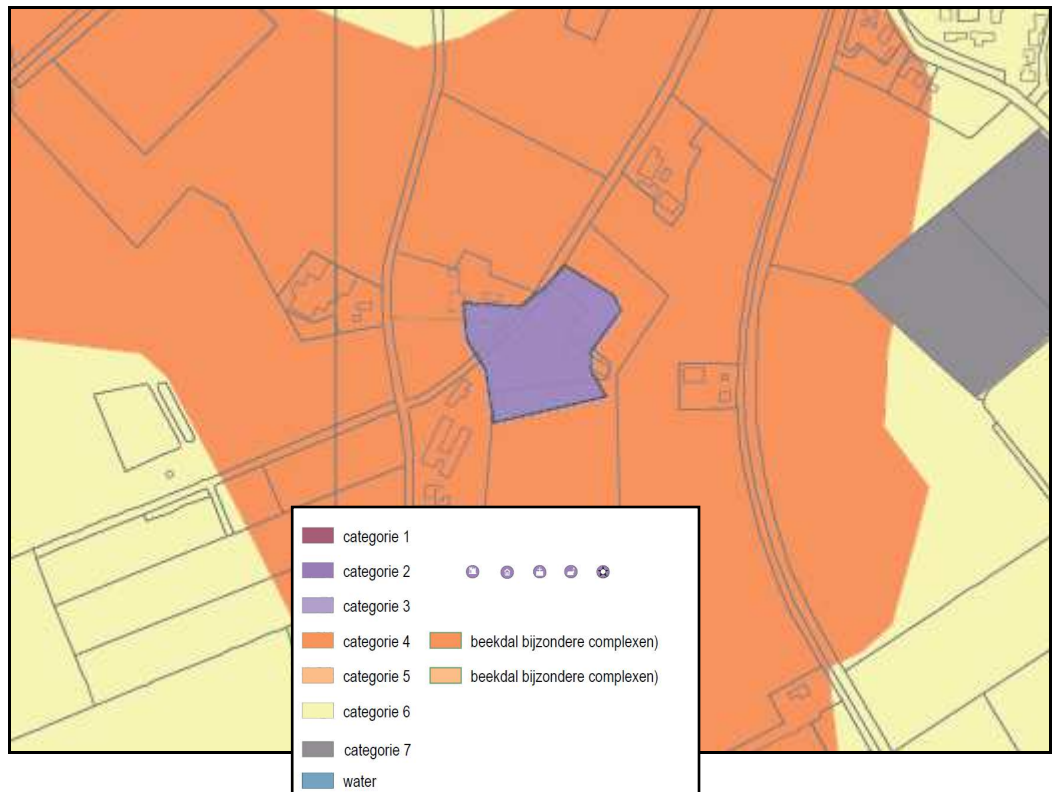 categorie 1
categorie 2
categorie 3
categorie 4 beekdal bijzondere complexen)
categorie 5 beekdal bijzondere complexen)
categorie 6
categorie 7
water